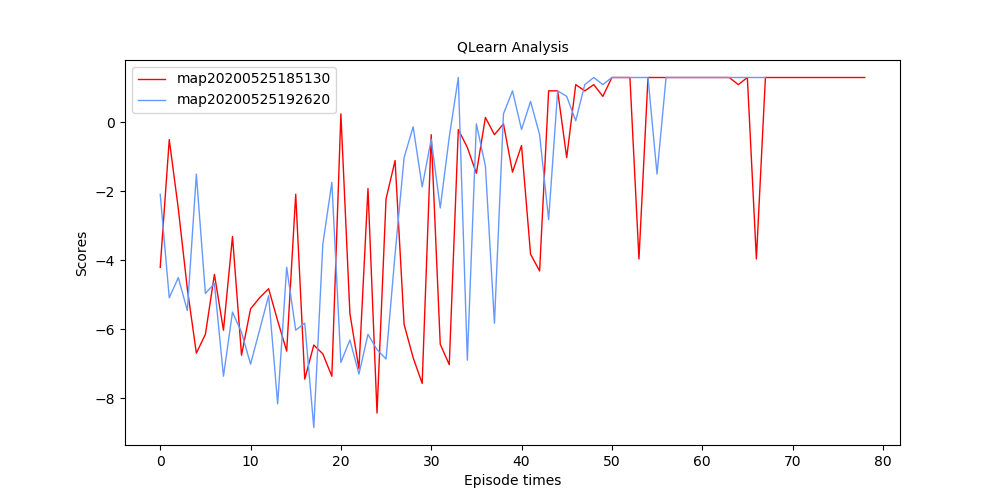 QLearn Analysis
map20200525185130
map20200525192620
Scores
0
−2
−4
−6
−8
0 10 20 30 40 50 60 70 80
Episode times